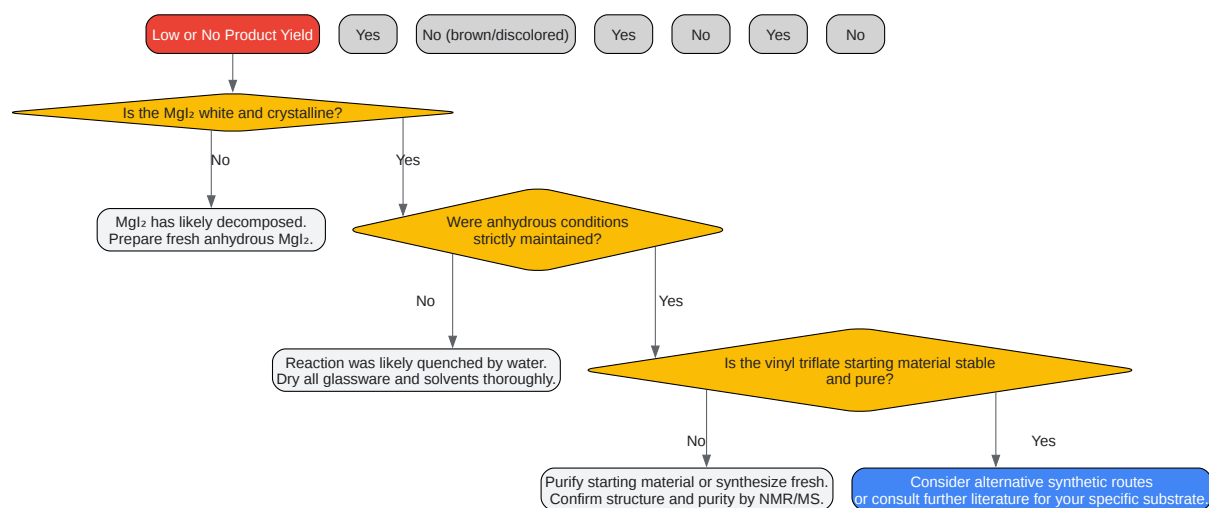 Low or No Product Yield
Yes
No (brown/discolored)
Yes
No
Yes
No
Is the MgI₂ white and crystalline?
No
Yes
MgI₂ has likely decomposed.
Prepare fresh anhydrous MgI₂.
Were anhydrous conditions
strictly maintained?
No
Yes
Reaction was likely quenched by water.
Dry all glassware and solvents thoroughly.
Is the vinyl triflate starting material stable
and pure?
No
Yes
Purify starting material or synthesize fresh.
Confirm structure and purity by NMR/MS.
Consider alternative synthetic routes
or consult further literature for your specific substrate.